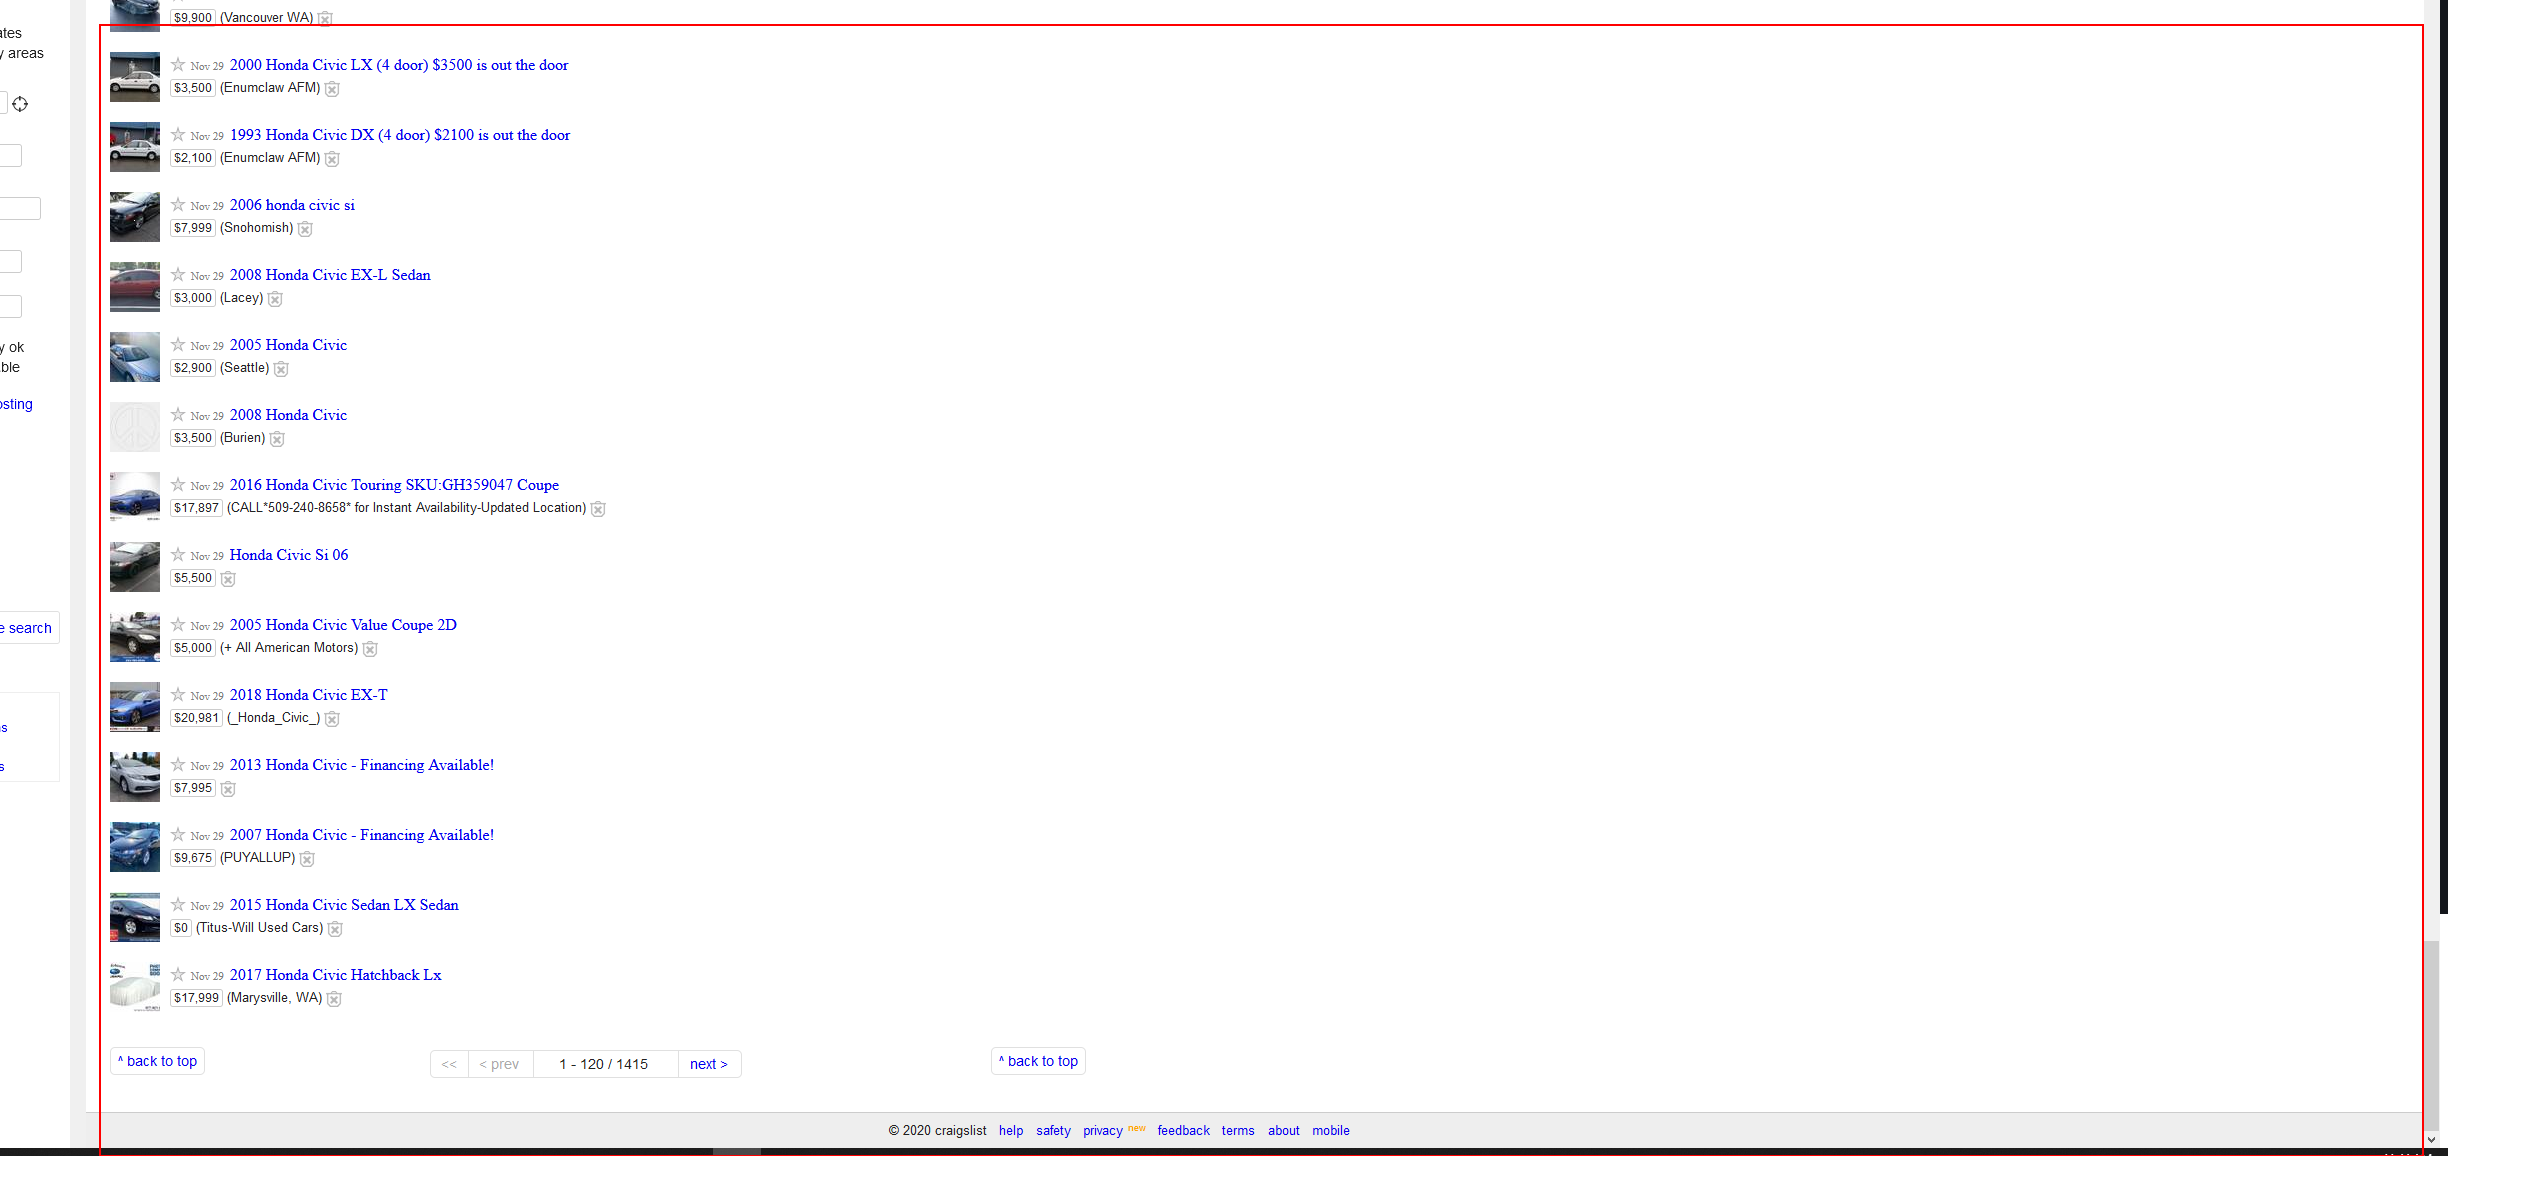 $9,900 (Vancouver WA)
areas
Nov 29 2000 Honda Civic LX (4 door) $3500 is out the door
$3,500 (Enumclaw AFM)
Nov 29 1993 Honda Civic DX (4 door) $2100 is out the door
$2,100 (Enumclaw AFM)
Nov 29 2006 honda civic si
$7,999 (Snohomish)
Nov 29 2008 Honda Civic EX-L Sedan
$3,000 (Lacey)
Nov 29 2005 Honda Civic
$2,900 (Seattle)
ok
Nov 29 2008 Honda Civic
$3,500 (Burien)
Nov 29 2016 Honda Civic Touring SKU:GH359047 Coupe
$17,897 (CALL*509-240-8658* for Instant Availability-Updated Location)
Nov 29 Honda Civic Si 06
$5,500
Nov 29 2005 Honda Civic Value Coupe 2D
$5,000 (+ All American Motors)
search
Nov 29 2018 Honda Civic EX-T
$20,981 (_Honda_Civic_)
Nov 29 2013 Honda Civic - Financing Available!
$7,995
Nov 29 2007 Honda Civic - Financing Available!
$9,675 (PUYALLUP)
Nov 29 2015 Honda Civic Sedan LX Sedan
$0 (Titus-Will Used Cars)
Nov 29 2017 Honda Civic Hatchback Lx
$17,999 (Marysville, WA)
^ back to top << < prev 1 - 120 / 1415 next > ^ back to top
© 2020 craigslist help safety privacy new feedback terms about mobile